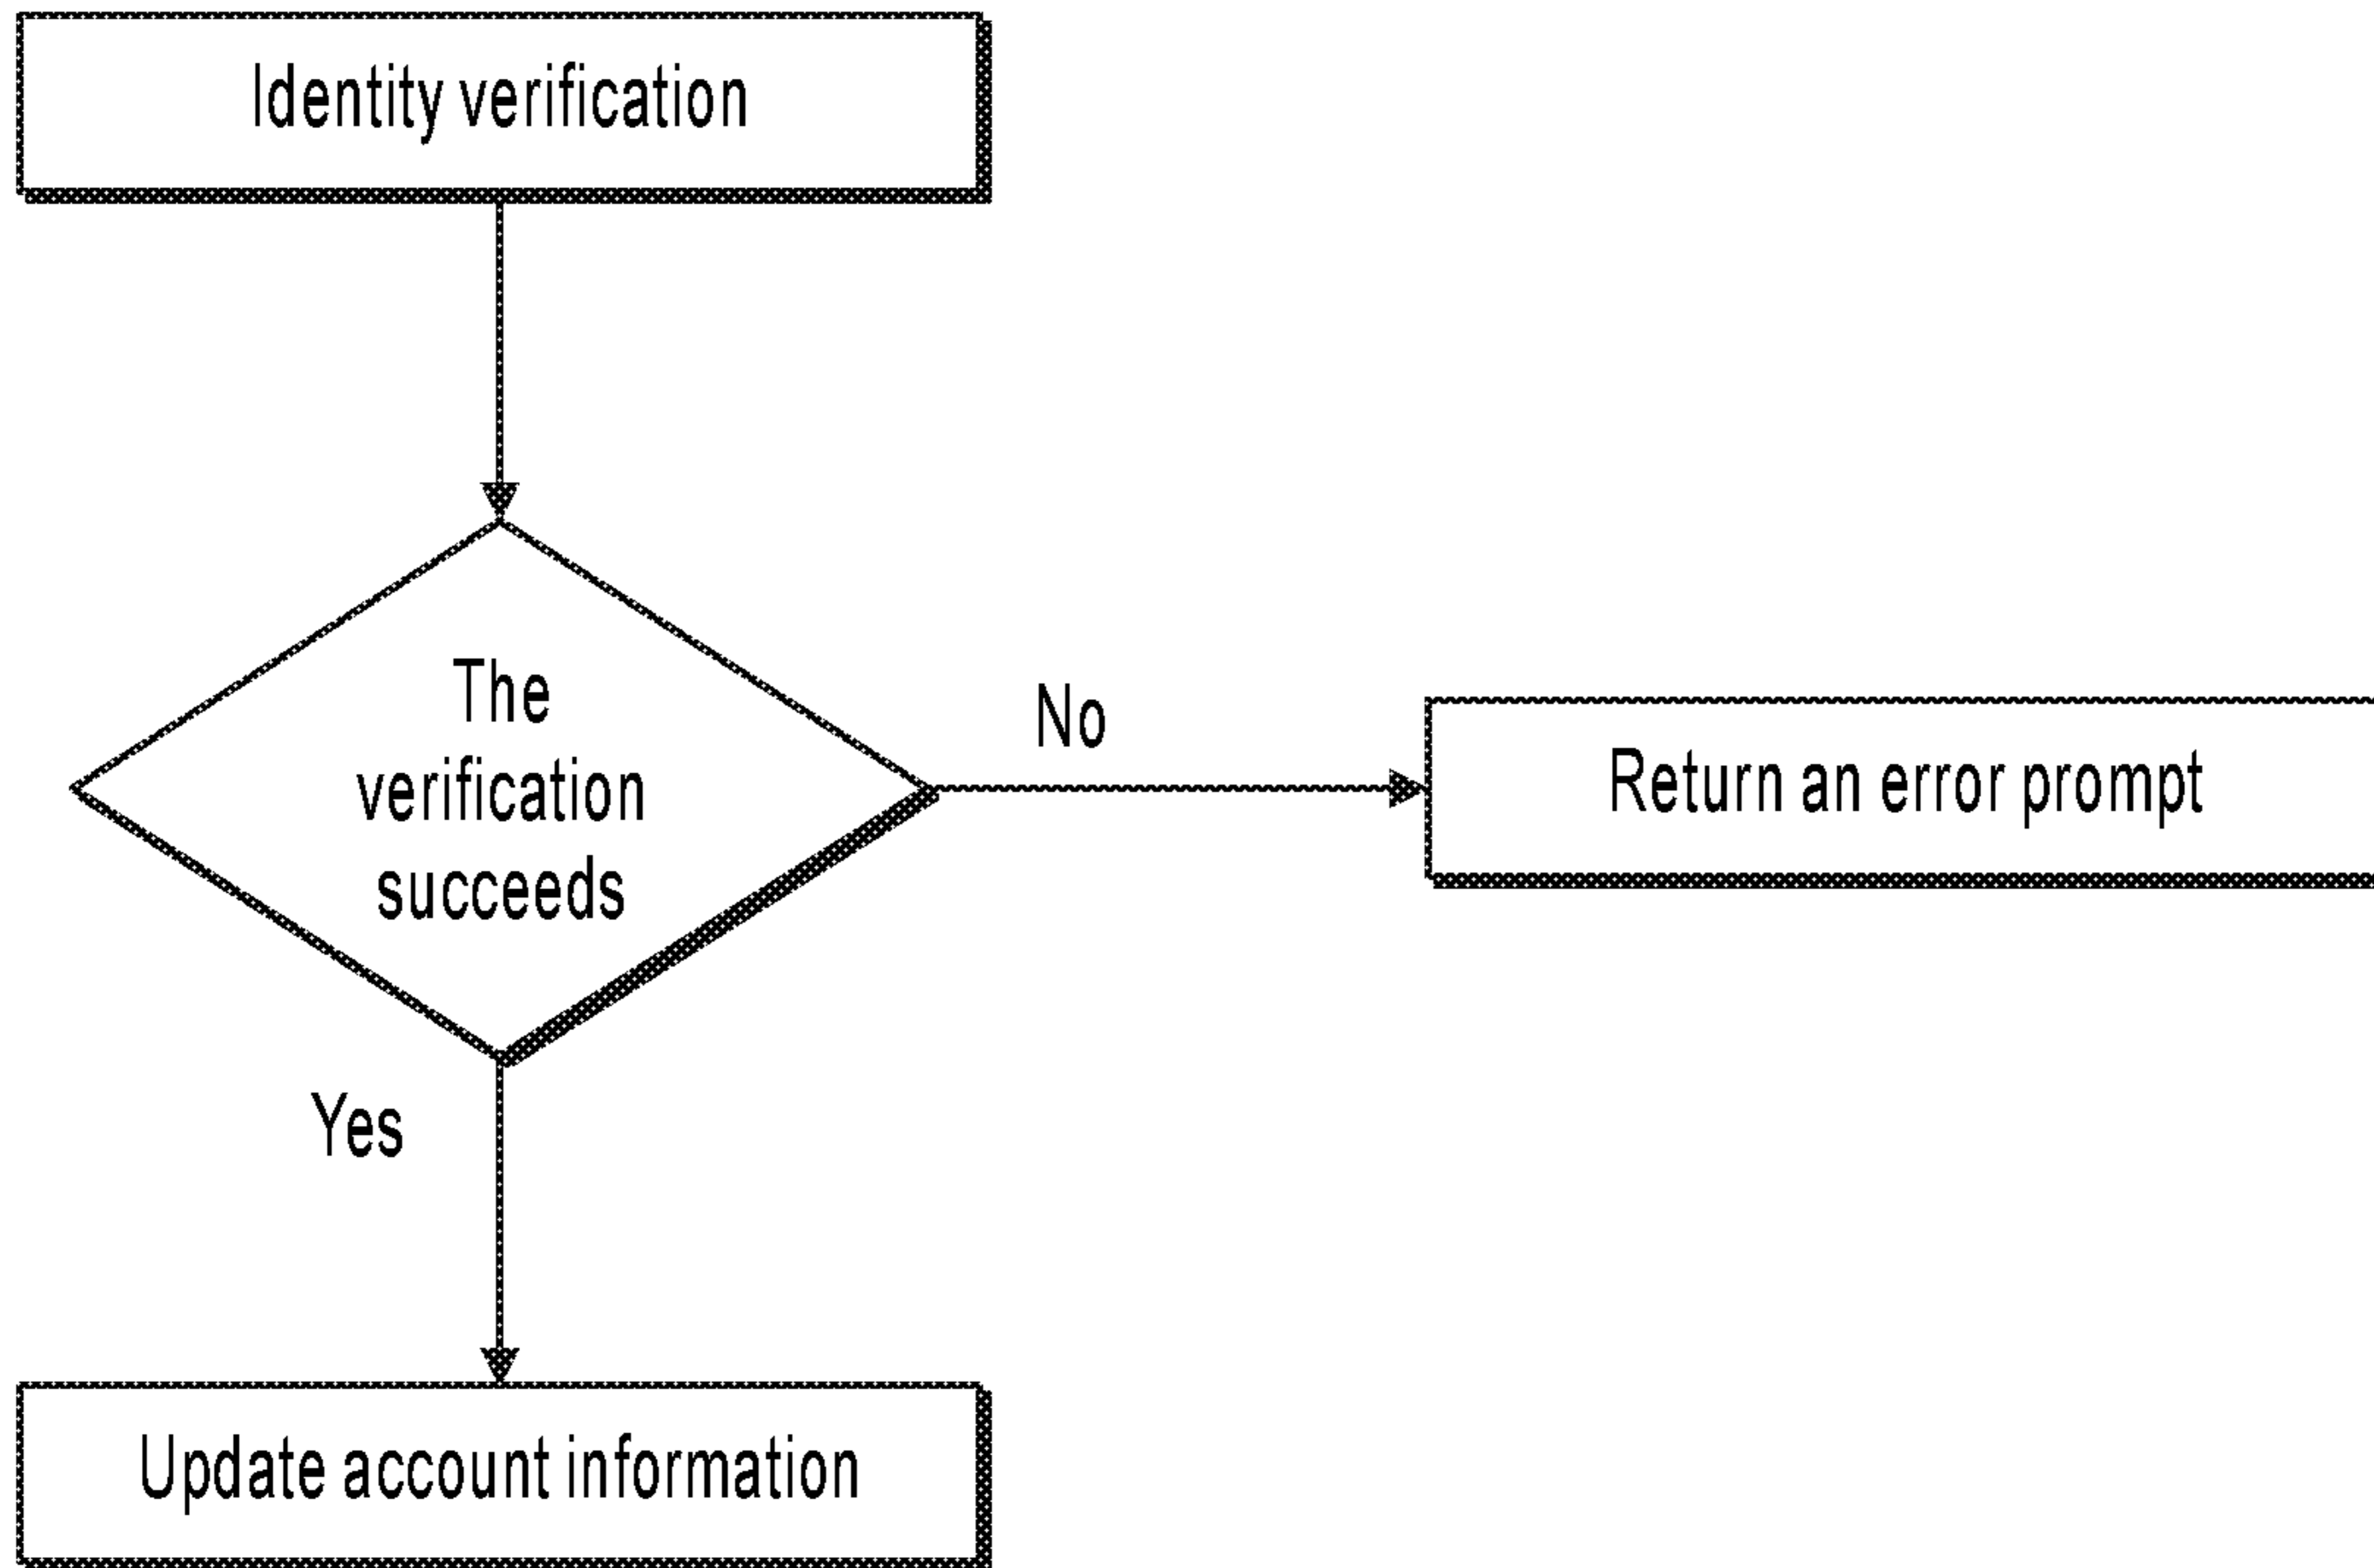 Identity verification
The
verification
succeeds
No
Return an error prompt
Yes
Update account information